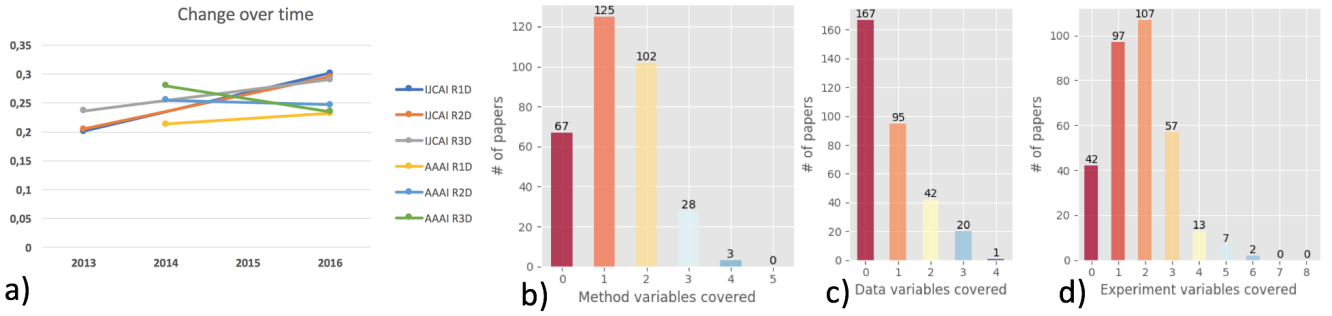 Change over time
0,35
0,3
0,25
0,2
0,15
0,1
0,05
0
2013 2014 2015 2016
IJCAI R1D
IJCAI R2D
IJCAI R3D
AAAI R1D
AAAI R2D
AAAI R3D
a)
# of papers
120
100
80
60
40
20
0
67 125 102 28 3 0
0 1 2 3 4 5
Method variables covered
b)
# of papers
160
140
120
100
80
60
40
20
0
167 95 42 20 1
0 1 2 3 4
Data variables covered
c)
# of papers
100
80
60
40
20
0
42 97 107 57 13 7 2 0 0
0 1 2 3 4 5 6 7 8
Experiment variables covered
d)